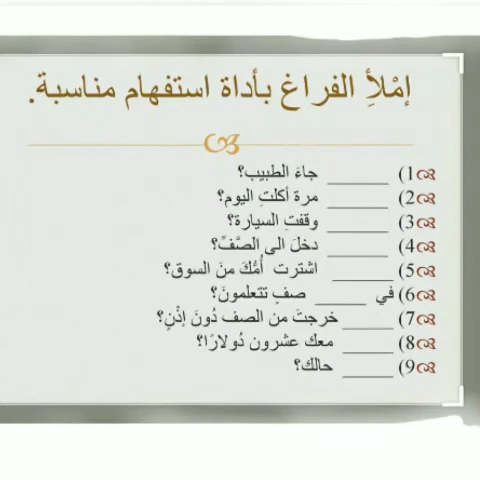 إمْلأِ الفراغ بأداة استفهام مناسبة.
1) ______ جاءَ الطبيب؟
2) ______ مرة أكلتِ اليوم؟
3) ______ وقفتِ السيارة؟
4) ______ دخلَ الى الصَّفِّ؟
5) ______ اشترت أُمُّكَ منَ السوق؟
6) في ______ صفٍ تتعلمونَ؟
7) ______ خرجتَ من الصف دُونَ إذْنٍ؟
8) ______ معك عشرون دُولارًا؟
9) ______ حالك؟